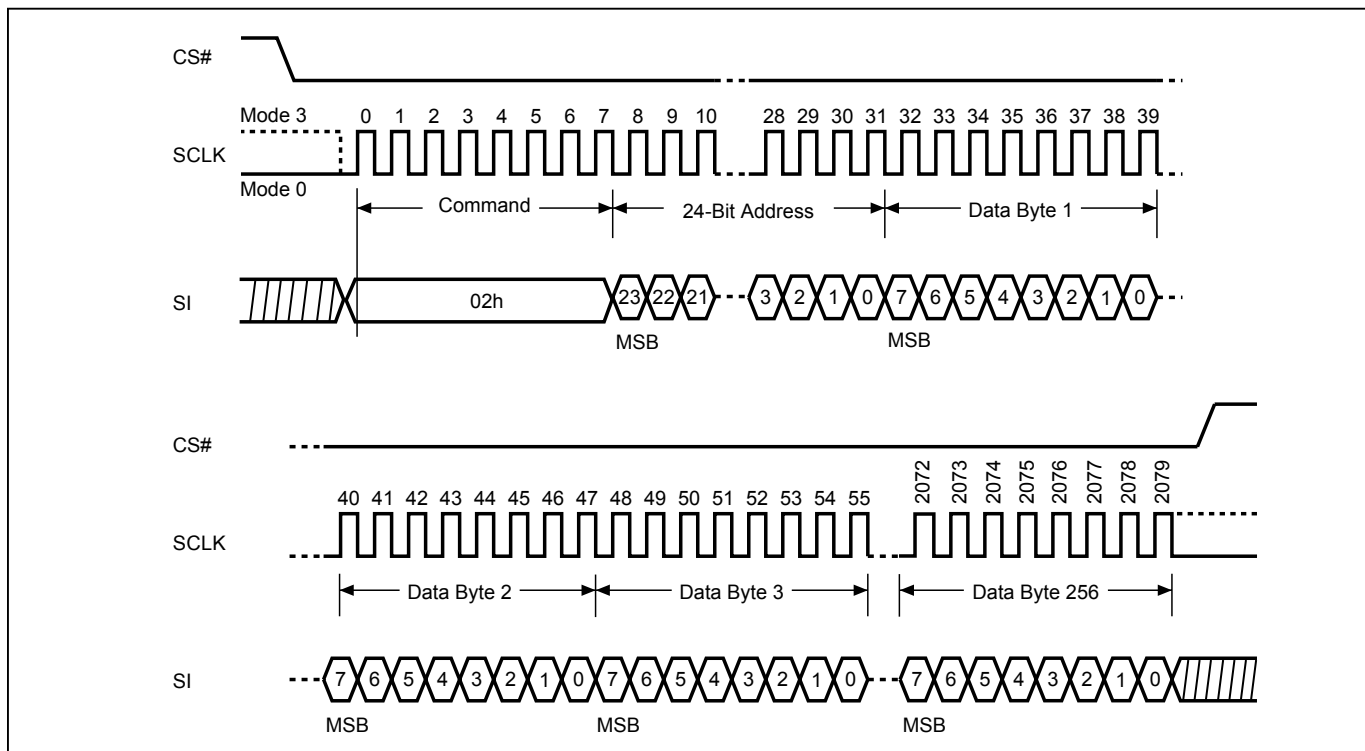 CS#
Mode 3
0 1 2 3 4 5 6 7 8 9 10 28 29 30 31 32 33 34 35 36 37 38 39
SCLK
Mode 0
Command 24-Bit Address Data Byte 1
SI 02h 23 22 21 3 2 1 0 7 6 5 4 3 2 1 0
MSB MSB
CS#
40 41 42 43 44 45 46 47 48 49 50 51 52 53 54 55 2072 2073 2074 2075 2076 2077 2078 2079
SCLK
Data Byte 2 Data Byte 3 Data Byte 256
SI 7 6 5 4 3 2 1 0 7 6 5 4 3 2 1 0 7 6 5 4 3 2 1 0
MSB MSB MSB